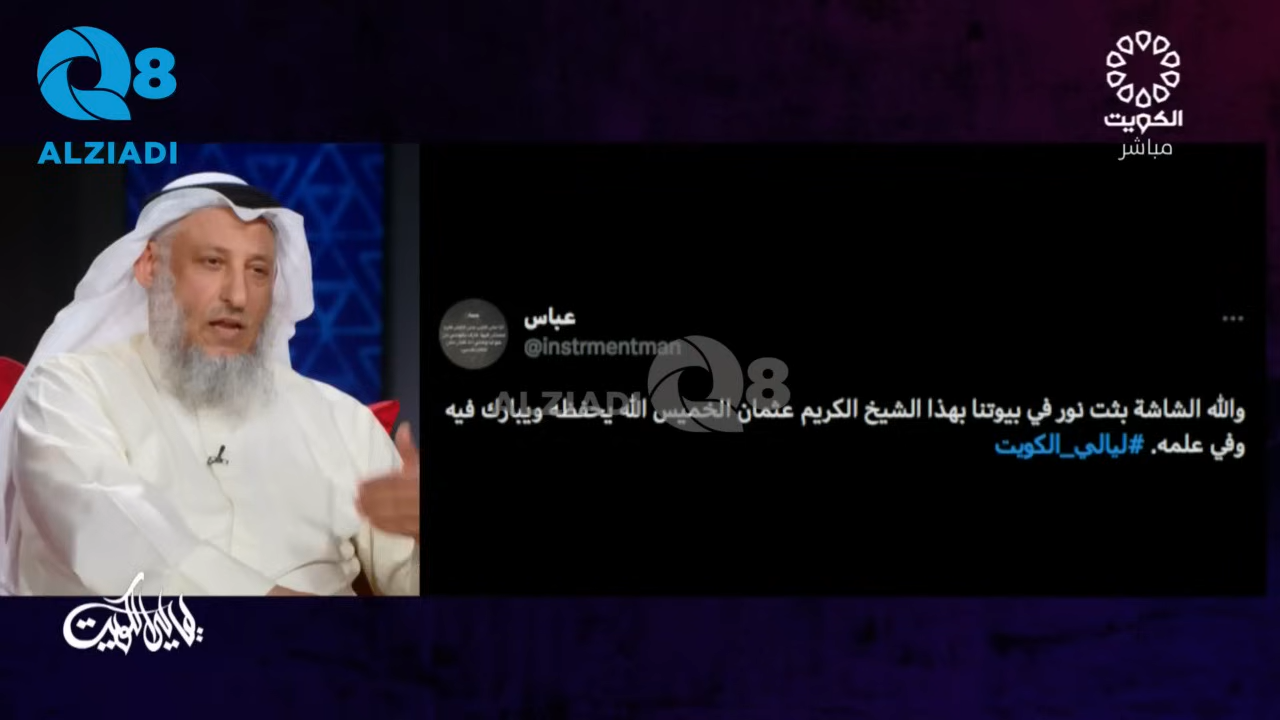 Q8
ALZIADI
الكويت
مباشر
عباس
@instrmentman
والله الشاشة بثت نور في بيوتنا بهذا الشيخ الكريم عثمان الخميس الله يحفظه ويبارك فيه
وفي علمه. #ليالي_الكويت
ALZIADI Q8
ليالي الكويت